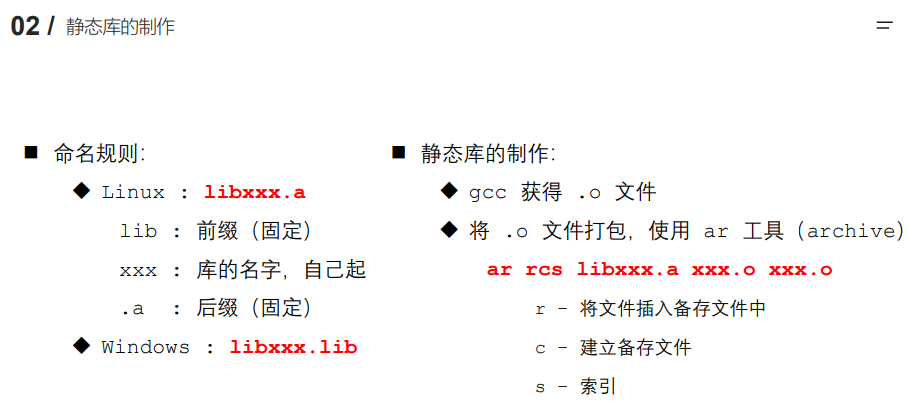 02 / 静态库的制作
■ 命名规则:
◆ Linux : libxxx.a
lib : 前缀（固定）
xxx : 库的名字，自己起
.a : 后缀（固定）
◆ Windows : libxxx.lib
■ 静态库的制作:
◆ gcc 获得 .o 文件
◆ 将 .o 文件打包，使用 ar 工具（archive）
ar rcs libxxx.a xxx.o xxx.o
r – 将文件插入备存文件中
c – 建立备存文件
s – 索引